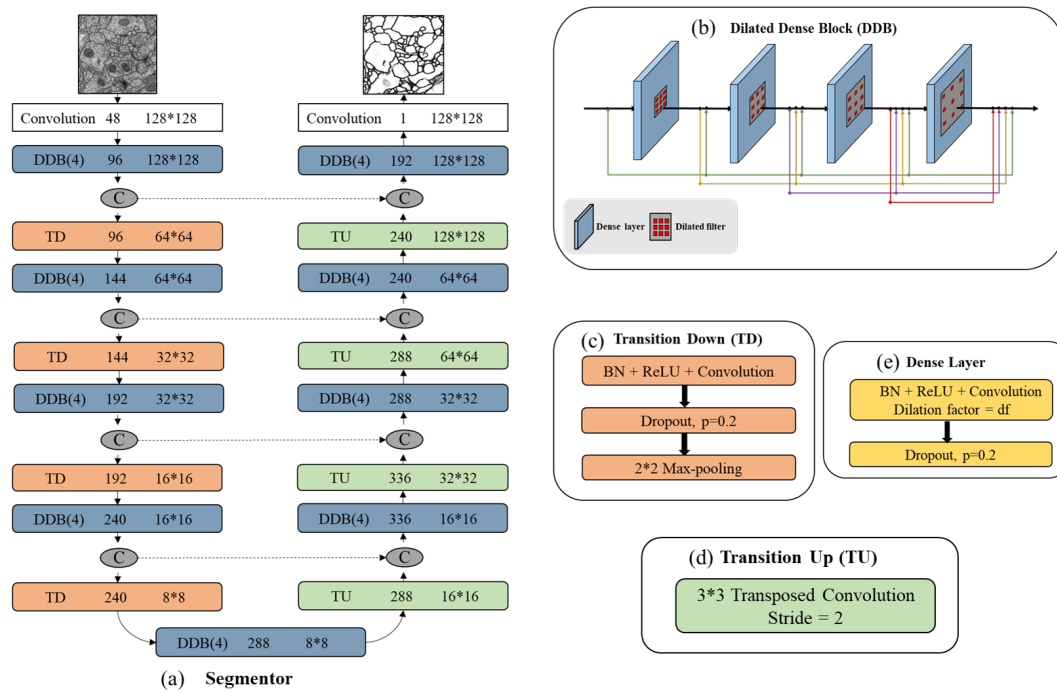 Convolution 48 128*128
DDB(4) 96 128*128
C
TD 96 64*64
DDB(4) 144 64*64
C
TD 144 32*32
DDB(4) 192 32*32
C
TD 192 16*16
DDB(4) 240 16*16
C
TD 240 8*8
DDB(4) 288 8*8
Convolution 1 128*128
DDB(4) 192 128*128
C
TU 240 128*128
DDB(4) 240 64*64
C
TU 288 64*64
DDB(4) 288 32*32
C
TU 336 32*32
DDB(4) 336 16*16
C
TU 288 16*16
(a) Segmentor
(b) Dilated Dense Block (DDB)
Dense layer
Dilated filter
(c) Transition Down (TD)
BN + ReLU + Convolution
Dropout, p=0.2
2*2 Max-pooling
(e) Dense Layer
BN + ReLU + Convolution
Dilation factor = df
Dropout, p=0.2
(d) Transition Up (TU)
3*3 Transposed Convolution
Stride = 2